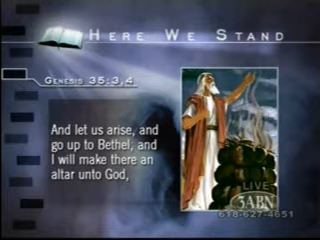 HERE WE STAND
GENESIS 35:3,4
And let us arise, and
go up to Bethel, and
I will make there an
altar unto God,
LIVE
3ABN
618-627-4651